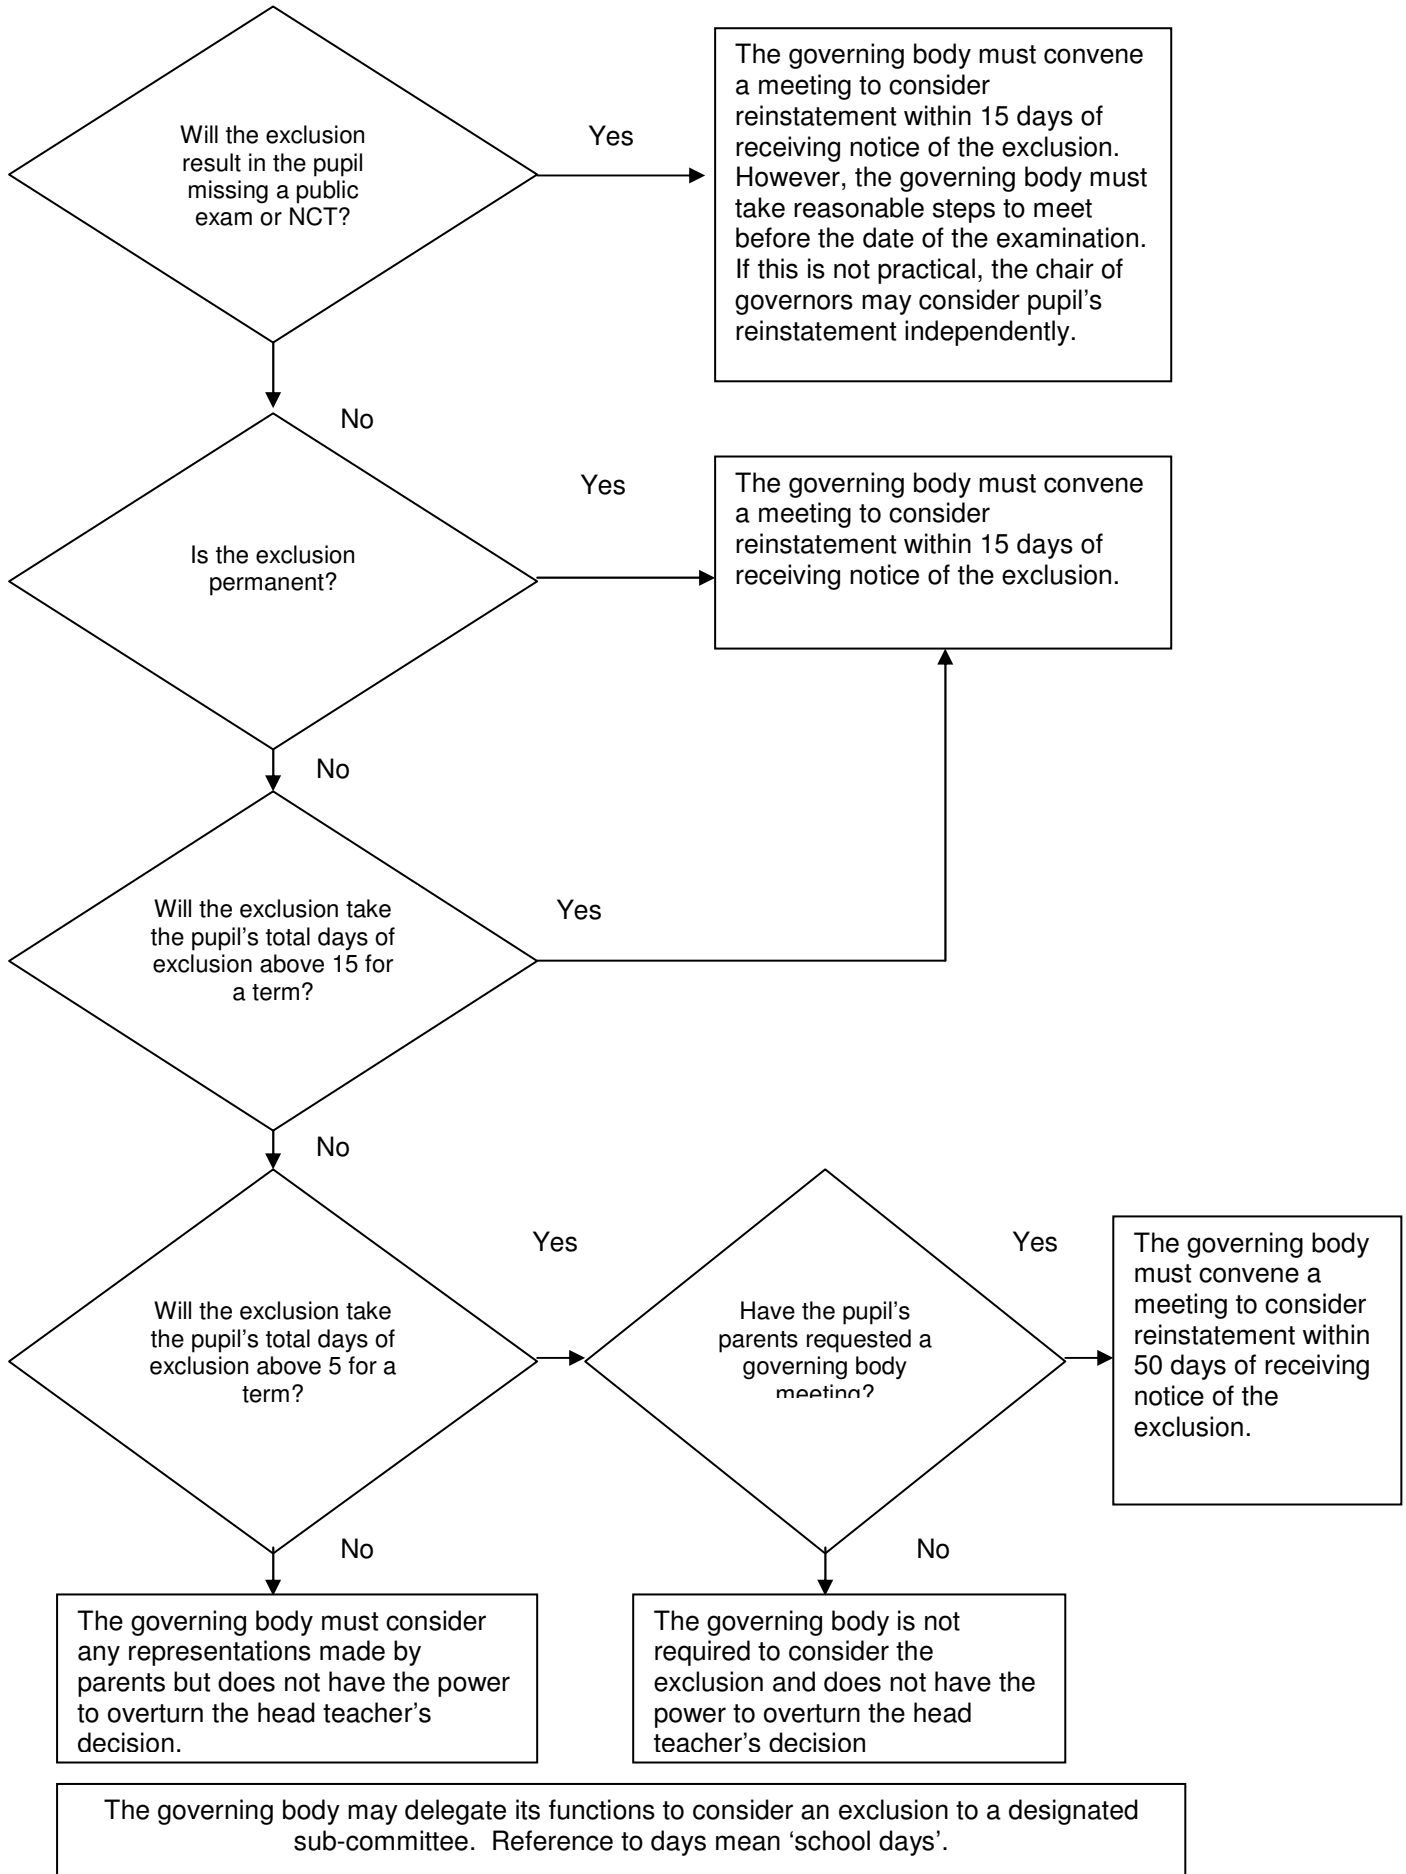 Will the exclusion
result in the pupil
missing a public
exam or NCT?
Yes
The governing body must convene
a meeting to consider
reinstatement within 15 days of
receiving notice of the exclusion.
However, the governing body must
take reasonable steps to meet
before the date of the examination.
If this is not practical, the chair of
governors may consider pupil's
reinstatement independently.
No
Is the exclusion
permanent?
Yes
The governing body must convene
a meeting to consider
reinstatement within 15 days of
receiving notice of the exclusion.
No
Will the exclusion take
the pupil's total days of
exclusion above 15 for
a term?
Yes
No
Will the exclusion take
the pupil's total days of
exclusion above 5 for a
term?
Yes
Have the pupil's
parents requested a
governing body
meeting?
Yes
The governing body
must convene a
meeting to consider
reinstatement within
50 days of receiving
notice of the
exclusion.
No
The governing body must consider
any representations made by
parents but does not have the power
to overturn the head teacher's
decision.
No
The governing body is not
required to consider the
exclusion and does not have the
power to overturn the head
teacher's decision
The governing body may delegate its functions to consider an exclusion to a designated
sub-committee.  Reference to days mean 'school days'.